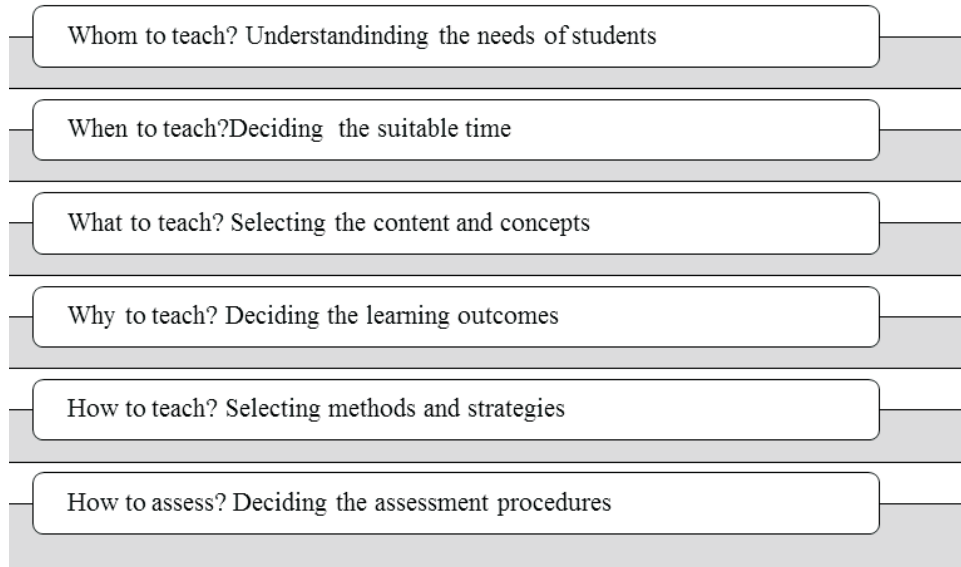 Whom to teach? Understandinding the needs of students
When to teach?Deciding the suitable time
What to teach? Selecting the content and concepts
Why to teach? Deciding the learning outcomes
How to teach? Selecting methods and strategies
How to assess? Deciding the assessment procedures